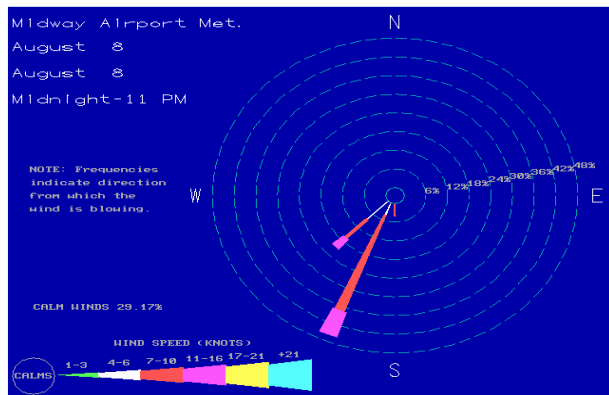 Midway Airport Met.
August 8
August 8
Midnight-11 PM
N
NOTE: Frequencies
indicate direction
from which the
wind is blowing.
W
E
6% 12% 18% 24% 30% 36% 42% 48%
CALM WINDS 29.17%
WIND SPEED (KNOTS)
1-3 4-6 7-10 11-16 17-21 +21
CALMS
S